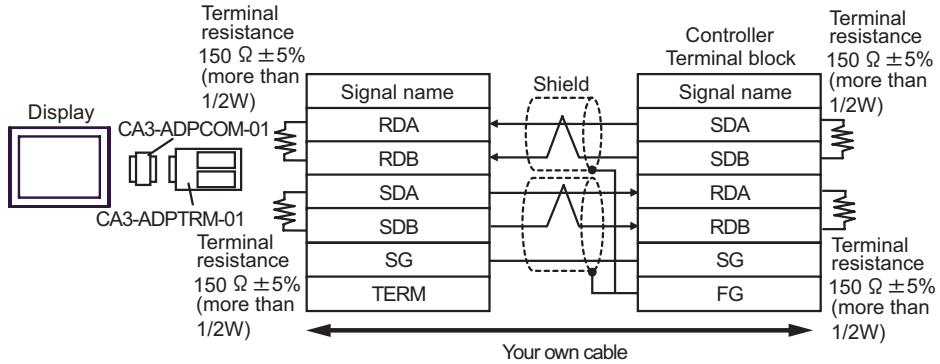 Terminal
resistance
150 Ω ±5%
(more than
1/2W)
Controller
Terminal block
Terminal
resistance
150 Ω ±5%
(more than
1/2W)
Display
CA3-ADPCOM-01
CA3-ADPTRM-01
Signal name
Shield
Signal name
RDA
SDA
RDB
SDB
SDA
RDA
SDB
RDB
SG
SG
TERM
FG
Terminal
resistance
150 Ω ±5%
(more than
1/2W)
Terminal
resistance
150 Ω ±5%
(more than
1/2W)
Your own cable